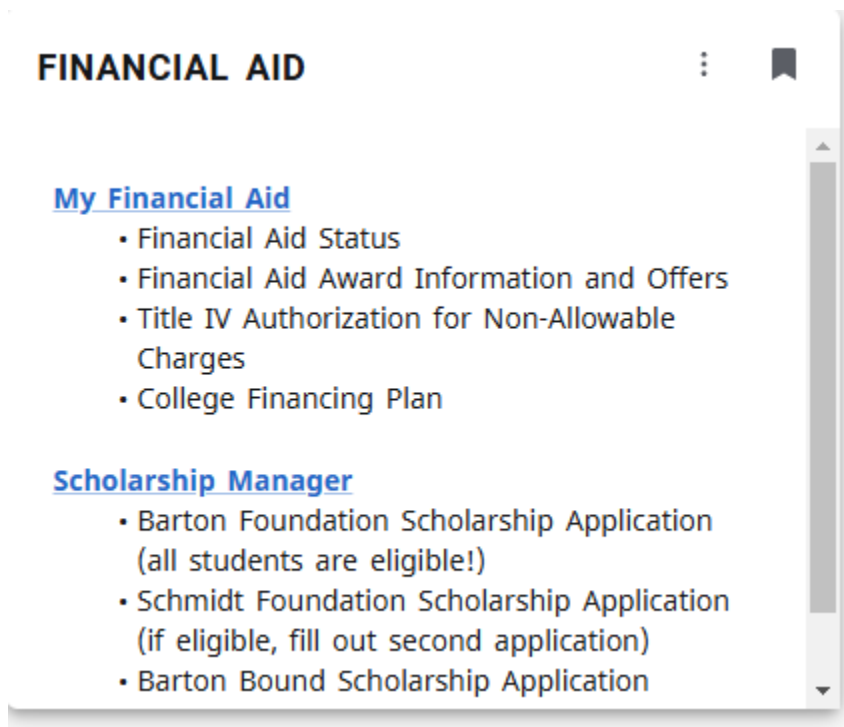 FINANCIAL AID
My Financial Aid
• Financial Aid Status
• Financial Aid Award Information and Offers
• Title IV Authorization for Non-Allowable
Charges
• College Financing Plan
Scholarship Manager
• Barton Foundation Scholarship Application
(all students are eligible!)
• Schmidt Foundation Scholarship Application
(if eligible, fill out second application)
• Barton Bound Scholarship Application